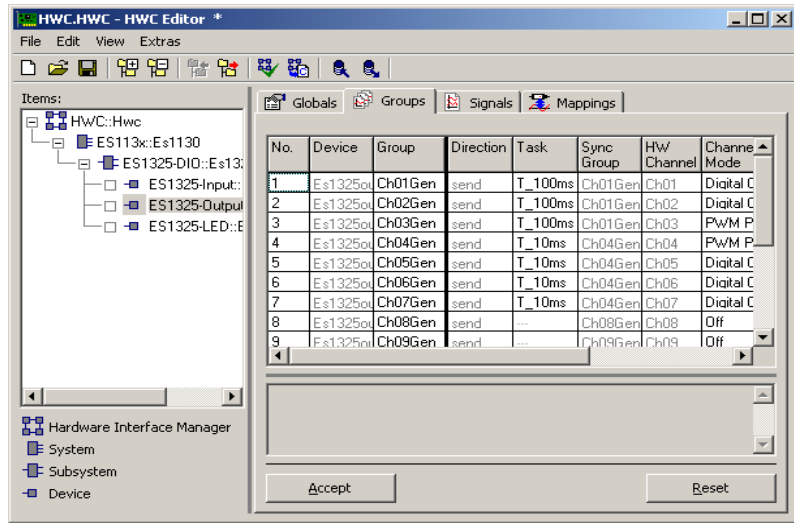 HWC.HWC - HWC Editor *
File Edit View Extras
Items:
HWC::Hwc
ES113x::Es1130
ES1325-DIO::Es13
ES1325-Input::
ES1325-Output
ES1325-LED::E
Hardware Interface Manager
System
Subsystem
Device
Globals Groups Signals Mappings
No. Device Group Direction Task Sync Group HW Channel Channe Mode
1 Es1325ou Ch01Gen send T_100ms Ch01Gen Ch01 Digital O
2 Es1325ou Ch02Gen send T_100ms Ch01Gen Ch02 Digital O
3 Es1325ou Ch03Gen send T_100ms Ch01Gen Ch03 PWM P
4 Es1325ou Ch04Gen send T_10ms Ch04Gen Ch04 PWM P
5 Es1325ou Ch05Gen send T_10ms Ch04Gen Ch05 Digital O
6 Es1325ou Ch06Gen send T_10ms Ch04Gen Ch06 Digital O
7 Es1325ou Ch07Gen send T_10ms Ch04Gen Ch07 Digital O
8 Es1325ou Ch08Gen send --- Ch08Gen Ch08 Off
9 Es1325ou Ch09Gen send --- Ch09Gen Ch09 Off
Accept Reset